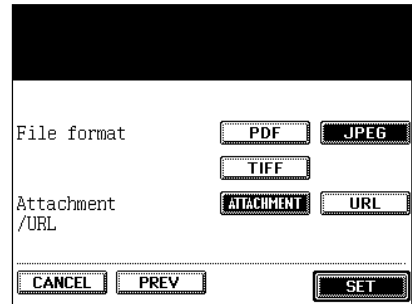 File format PDF JPEG
TIFF
Attachment ATTACHMENT URL
/URL
CANCEL PREV SET